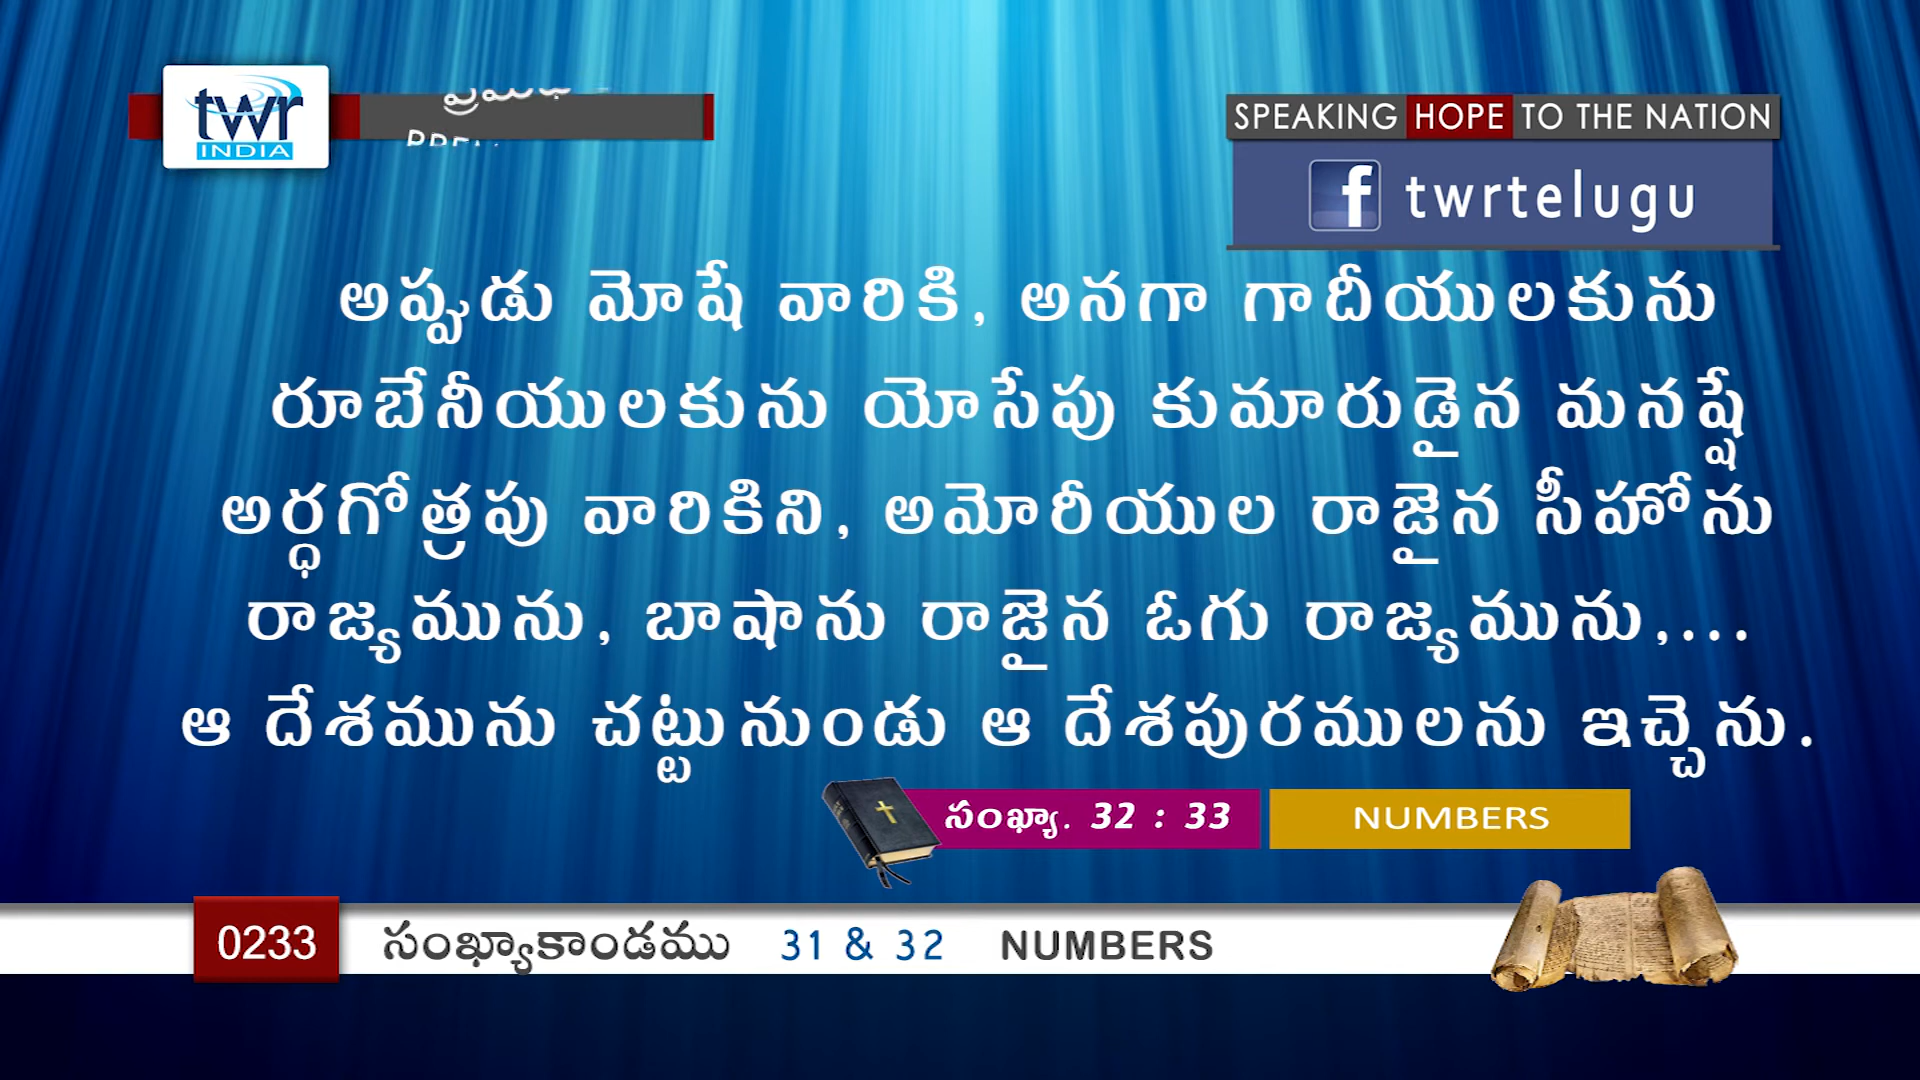 twr
INDIA
SPEAKING HOPE TO THE NATION
f twrtelugu
అప్పుడు మోషే వారికి, అనగా గాదీయులకును
రూబేనీయులకును యోసేపు కుమారుడైన మనష్షే
అర్ధగోత్రపు వారికిని, అమోరీయుల రాజైన సీహోను
రాజ్యమును, బాషాను రాజైన ఓగు రాజ్యమును,...
ఆ దేశమును చట్టునుండు ఆ దేశపురములను ఇచ్చెను.
సంఖ్యా. 32 : 33 NUMBERS
0233 సంఖ్యాకాండము 31 & 32 NUMBERS